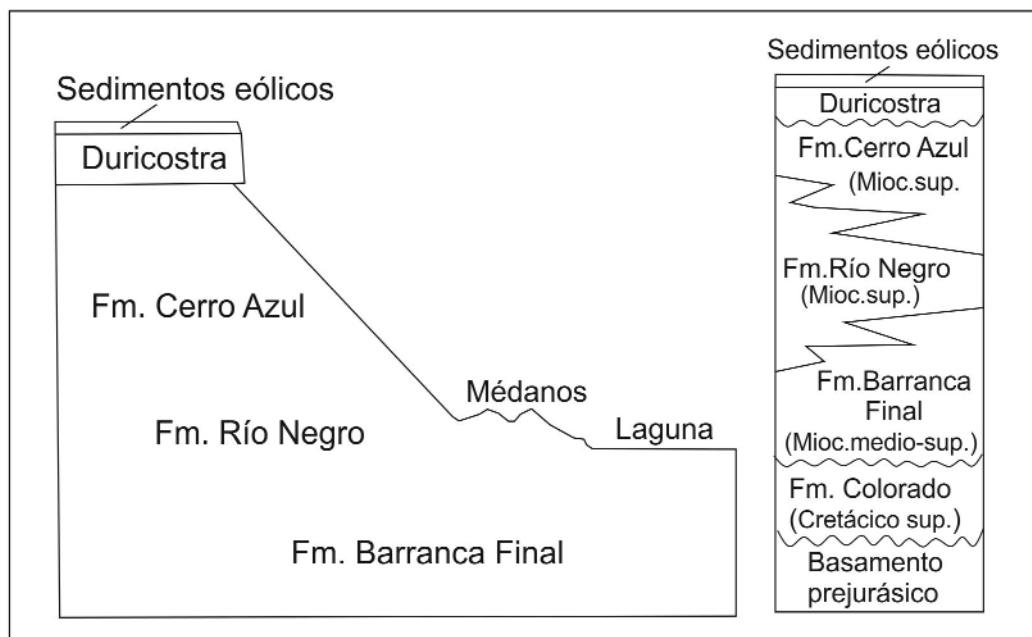 Sedimentos eólicos
Duricostra
Fm. Cerro Azul
Fm. Río Negro
Médanos
Laguna
Fm. Barranca Final
Sedimentos eólicos
Duricostra
Fm.Cerro Azul
(Mioc.sup.
Fm.Río Negro
(Mioc.sup.)
Fm.Barranca
Final
(Mioc.medio-sup.)
Fm. Colorado
(Cretácico sup.)
Basamento
prejurásico